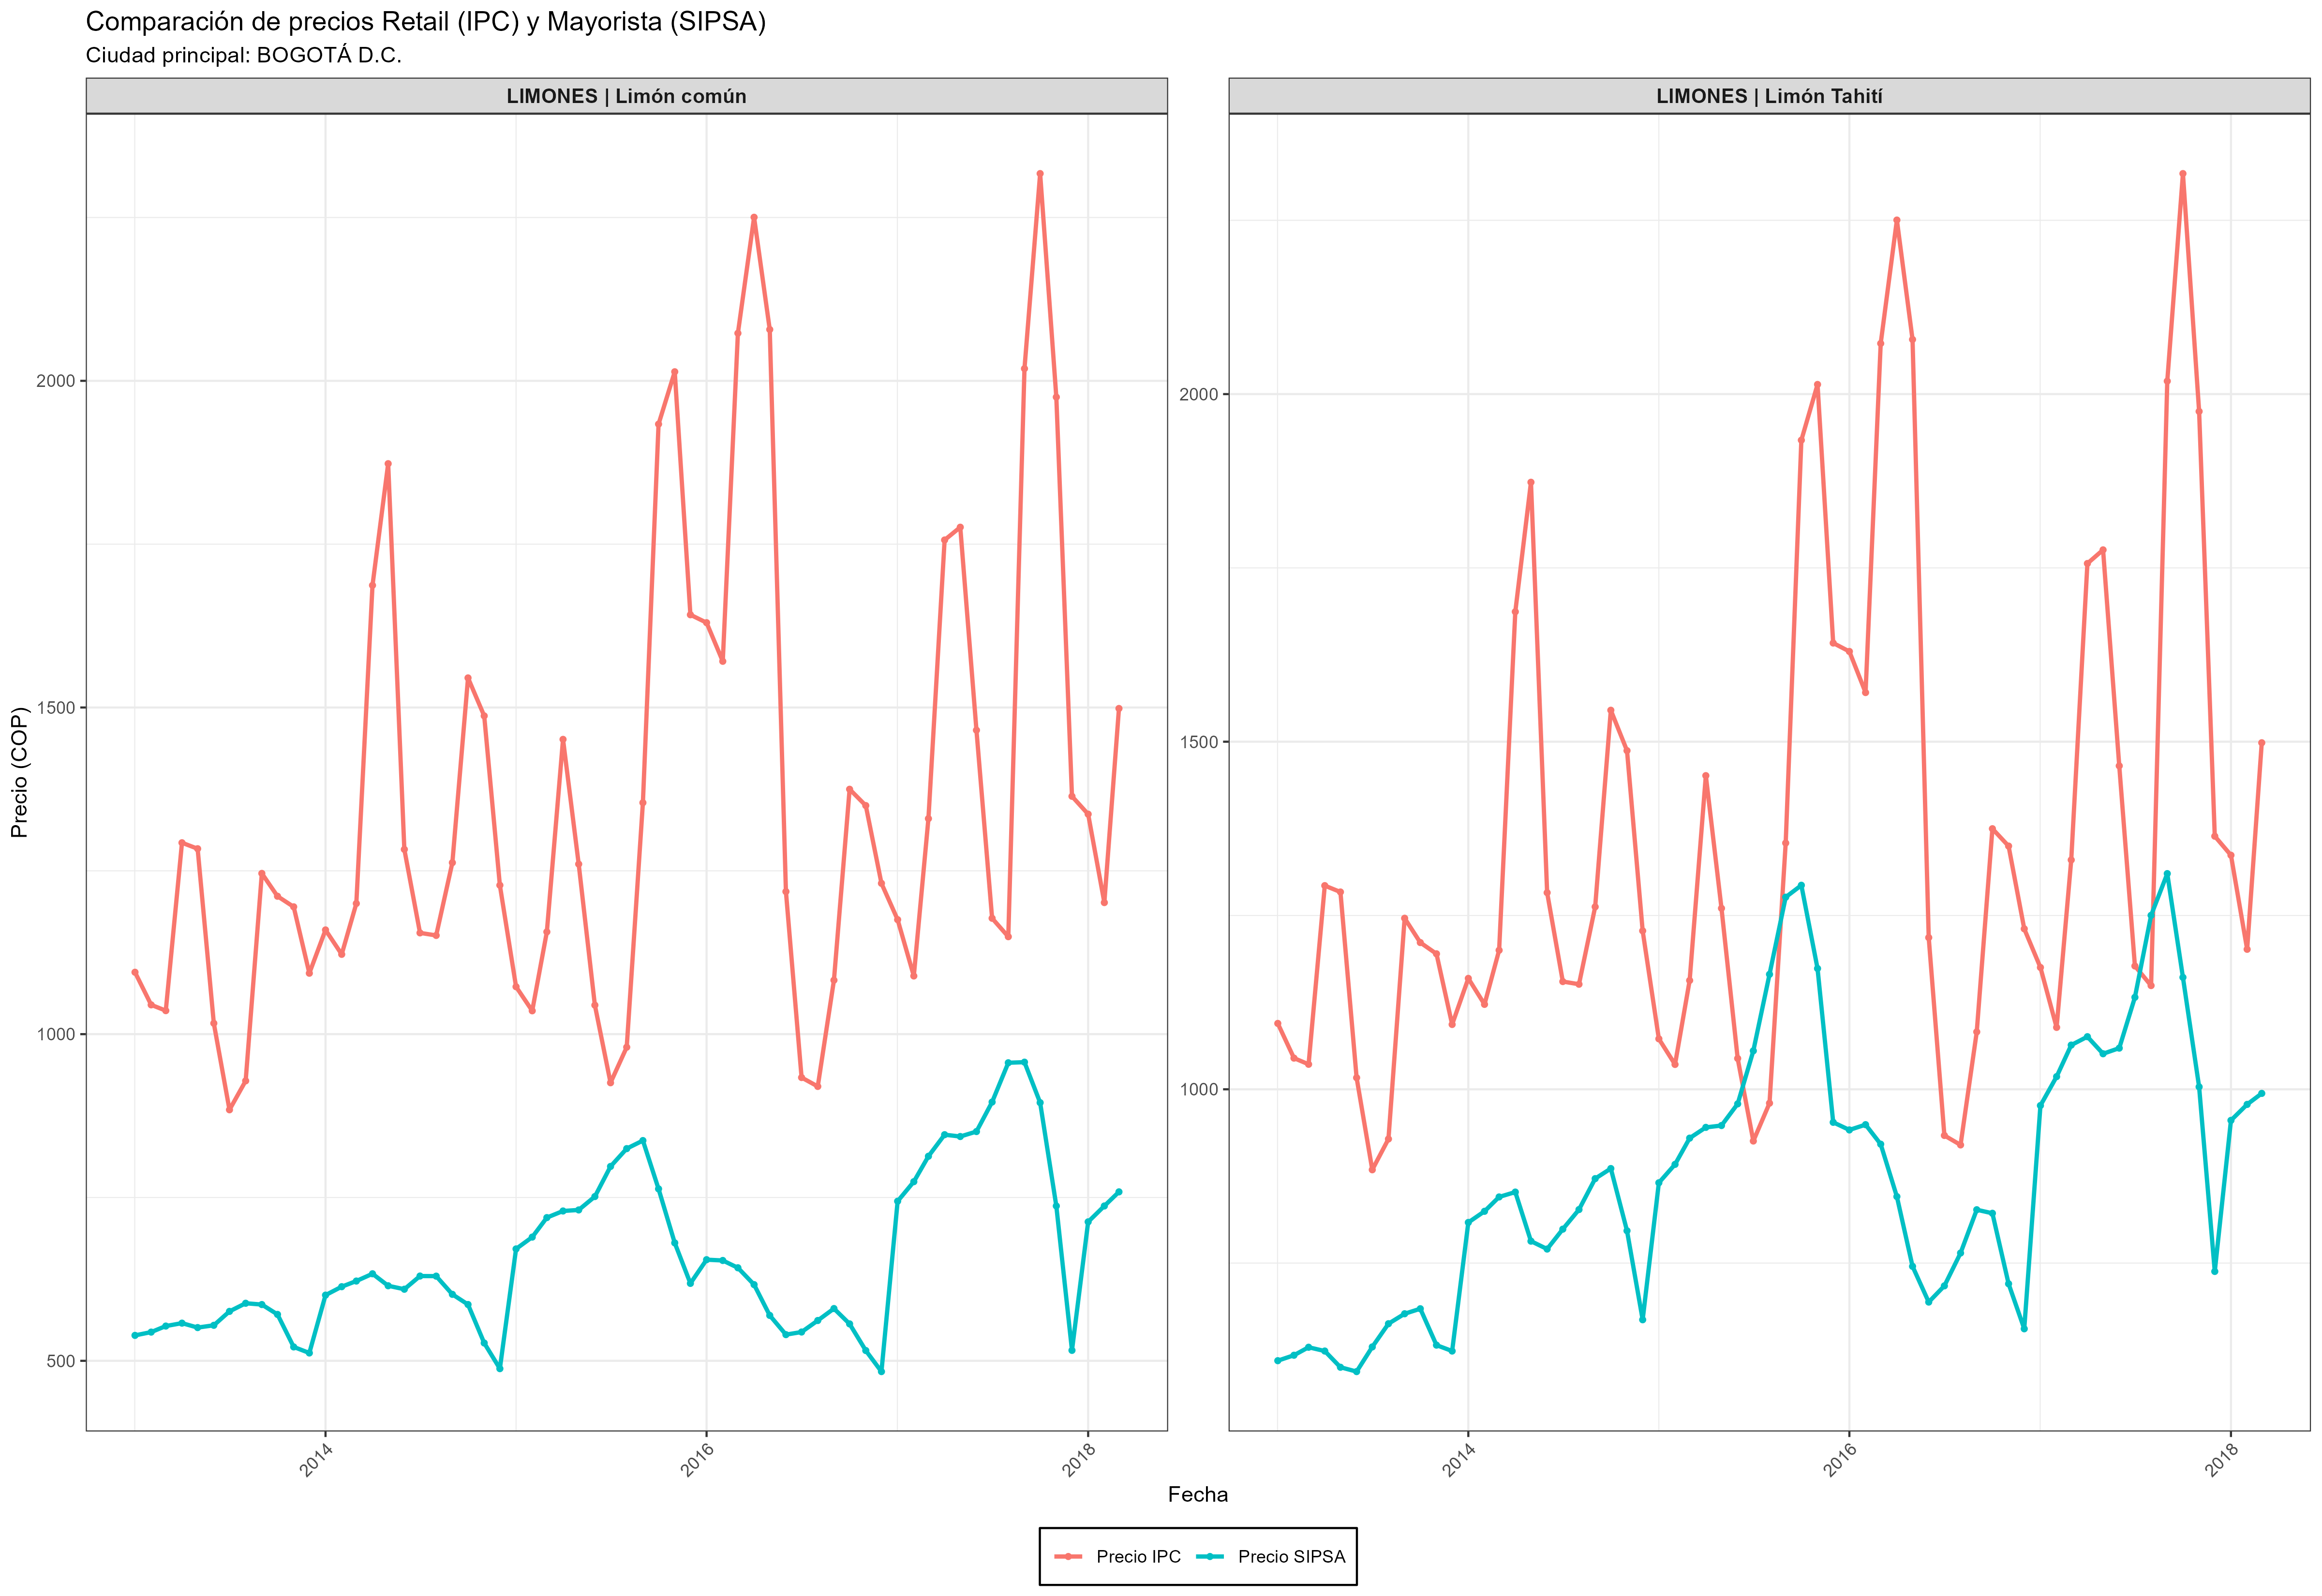 Comparación de precios Retail (IPC) y Mayorista (SIPSA)
Ciudad principal: BOGOTÁ D.C.
LIMONES | Limón común
LIMONES | Limón Tahití
Precio (COP)
2000
1500
1000
500
2000
1500
1000
2014
2016
2018
2014
2016
2018
Fecha
Precio IPC
Precio SIPSA